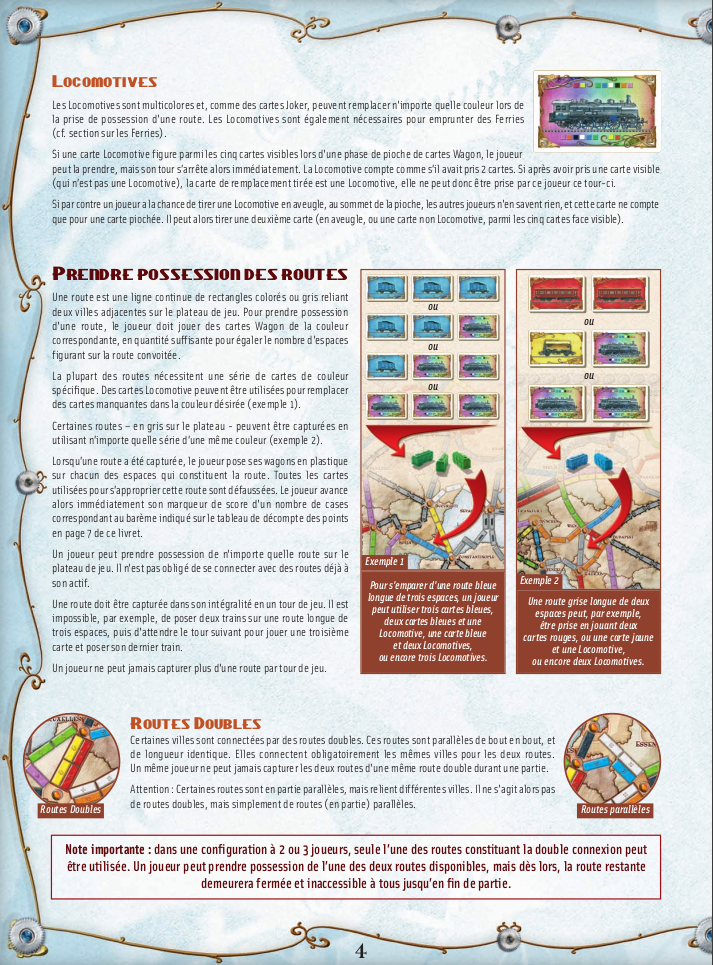 LOCOMOTIVES
Les Locomotives sont multicolores et, comme des cartes Joker, peuvent remplacer n'importe quelle couleur lors de
la prise de possession d'une route. Les Locomotives sont également nécessaires pour emprunter des Ferries
(cf. section sur les Ferries).
Si une carte Locomotive figure parmi les cinq cartes visibles lors d'une phase de pioche de cartes Wagon, le joueur
peut la prendre, mais son tour s'arrête alors immédiatement. La Locomotive compte comme s'il avait pris 2 cartes. Si après avoir pris une carte visible
(qui n'est pas une Locomotive), la carte de remplacement tirée est une Locomotive, elle ne peut donc être prise par ce joueur ce tour-ci.
Si par contre un joueur a la chance de tirer une Locomotive en aveugle, au sommet de la pioche, les autres joueurs n'en savent rien, et cette carte ne compte
que pour une carte piochée. Il peut alors tirer une deuxième carte (en aveugle, ou une carte non Locomotive, parmi les cinq cartes face visible).
PRENDRE POSSESSION DES ROUTES
Une route est une ligne continue de rectangles colorés ou gris reliant
deux villes adjacentes sur le plateau de jeu. Pour prendre possession
d'une route, le joueur doit jouer des cartes Wagon de la couleur
correspondante, en quantité suffisante pour égaler le nombre d'espaces
figurant sur la route convoitée.
La plupart des routes nécessitent une série de cartes de couleur
spécifique. Des cartes Locomotive peuvent être utilisées pour remplacer
des cartes manquantes dans la couleur désirée (exemple 1).
Certaines routes – en gris sur le plateau - peuvent être capturées en
utilisant n'importe quelle série d'une même couleur (exemple 2).
Lorsqu'une route a été capturée, le joueur pose ses wagons en plastique
sur chacun des espaces qui constituent la route. Toutes les cartes
utilisées pour s'approprier cette route sont défaussées. Le joueur avance
alors immédiatement son marqueur de score d'un nombre de cases
correspondant au barème indiqué sur le tableau de décompte des points
en page 7 de ce livret.
Un joueur peut prendre possession de n'importe quelle route sur le
plateau de jeu. Il n'est pas obligé de se connecter avec des routes déjà à
son actif.
Une route doit être capturée dans son intégralité en un tour de jeu. Il est
impossible, par exemple, de poser deux trains sur une route longue de
trois espaces, puis d'attendre le tour suivant pour jouer une troisième
carte et poser son dernier train.
Un joueur ne peut jamais capturer plus d'une route par tour de jeu.
ou
ou
ou
CONSTANTINOPLE
Exemple 1
Pour s'emparer d'une route bleue
longue de trois espaces, un joueur
peut utiliser trois cartes bleues,
deux cartes bleues et une
Locomotive, une carte bleue
et deux Locomotives,
ou encore trois Locomotives.
ou
ou
BUDAPEST
Exemple 2
Une route grise longue de deux
espaces peut, par exemple,
être prise en jouant deux
cartes rouges, ou une carte jaune
et une Locomotive,
ou encore deux Locomotives.
ROUTES DOUBLES
Certaines villes sont connectées par des routes doubles. Ces routes sont parallèles de bout en bout, et
de longueur identique. Elles connectent obligatoirement les mêmes villes pour les deux routes.
Un même joueur ne peut jamais capturer les deux routes d'une même route double durant une partie.
Attention : Certaines routes sont en partie parallèles, mais relient différentes villes. Il ne s'agit alors pas
de routes doubles, mais simplement de routes (en partie) parallèles.
Routes Doubles
ESSEN
Routes parallèles
Note importante : dans une configuration à 2 ou 3 joueurs, seule l'une des routes constituant la double connexion peut
être utilisée. Un joueur peut prendre possession de l'une des deux routes disponibles, mais dès lors, la route restante
demeurera fermée et inaccessible à tous jusqu'en fin de partie.
4